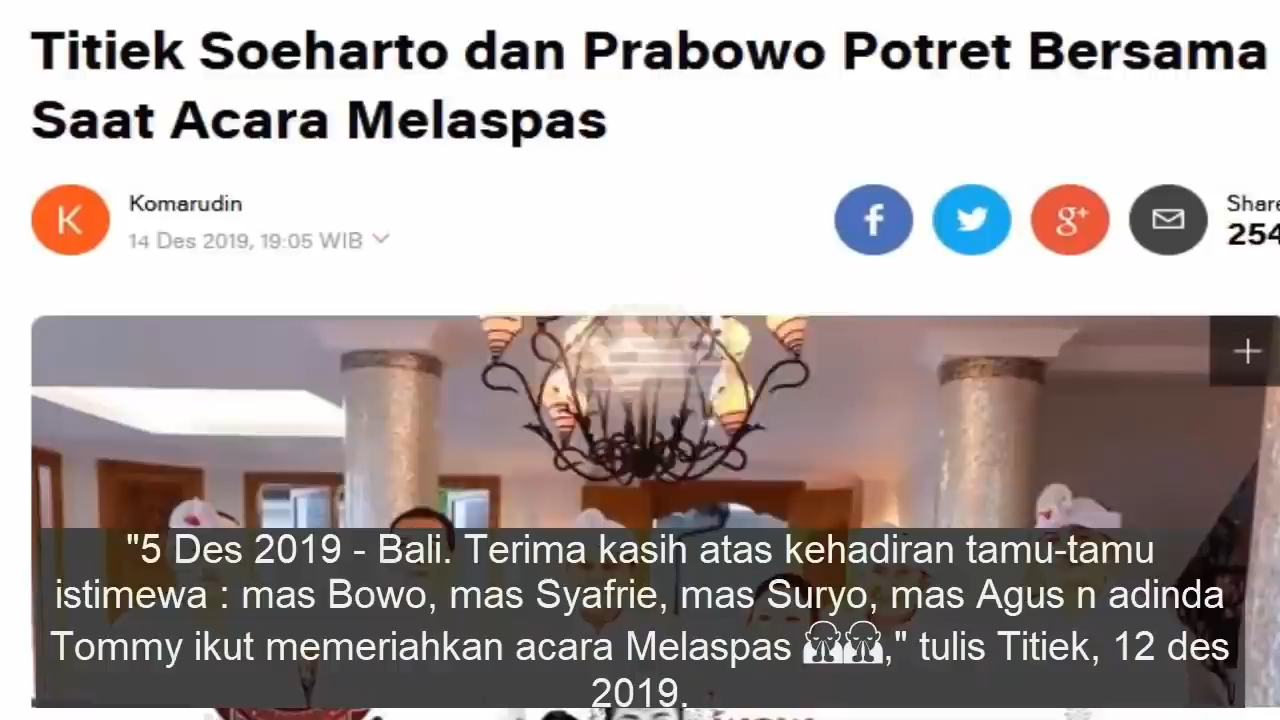 Titiek Soeharto dan Prabowo Potret Bersama
Saat Acara Melaspas
K
Komarudin
14 Des 2019, 19:05 WIB
f
g+
Share
254
+
"5 Des 2019 - Bali. Terima kasih atas kehadiran tamu-tamu
istimewa : mas Bowo, mas Syafrie, mas Suryo, mas Agus n adinda
Tommy ikut memeriahkan acara Melaspas 🙏🙏," tulis Titiek, 12 des
2019.